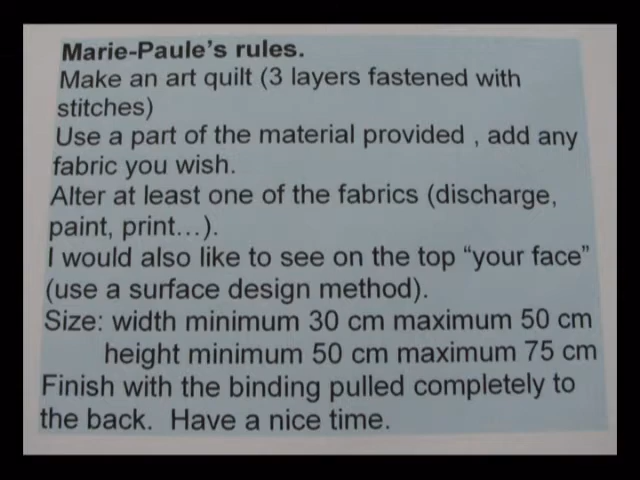 Marie-Paule's rules.
Make an art quilt (3 layers fastened with
stitches)
Use a part of the material provided , add any
fabric you wish.
Alter at least one of the fabrics (discharge,
paint, print...).
I would also like to see on the top “your face”
(use a surface design method).
Size: width minimum 30 cm maximum 50 cm
height minimum 50 cm maximum 75 cm
Finish with the binding pulled completely to
the back.  Have a nice time.